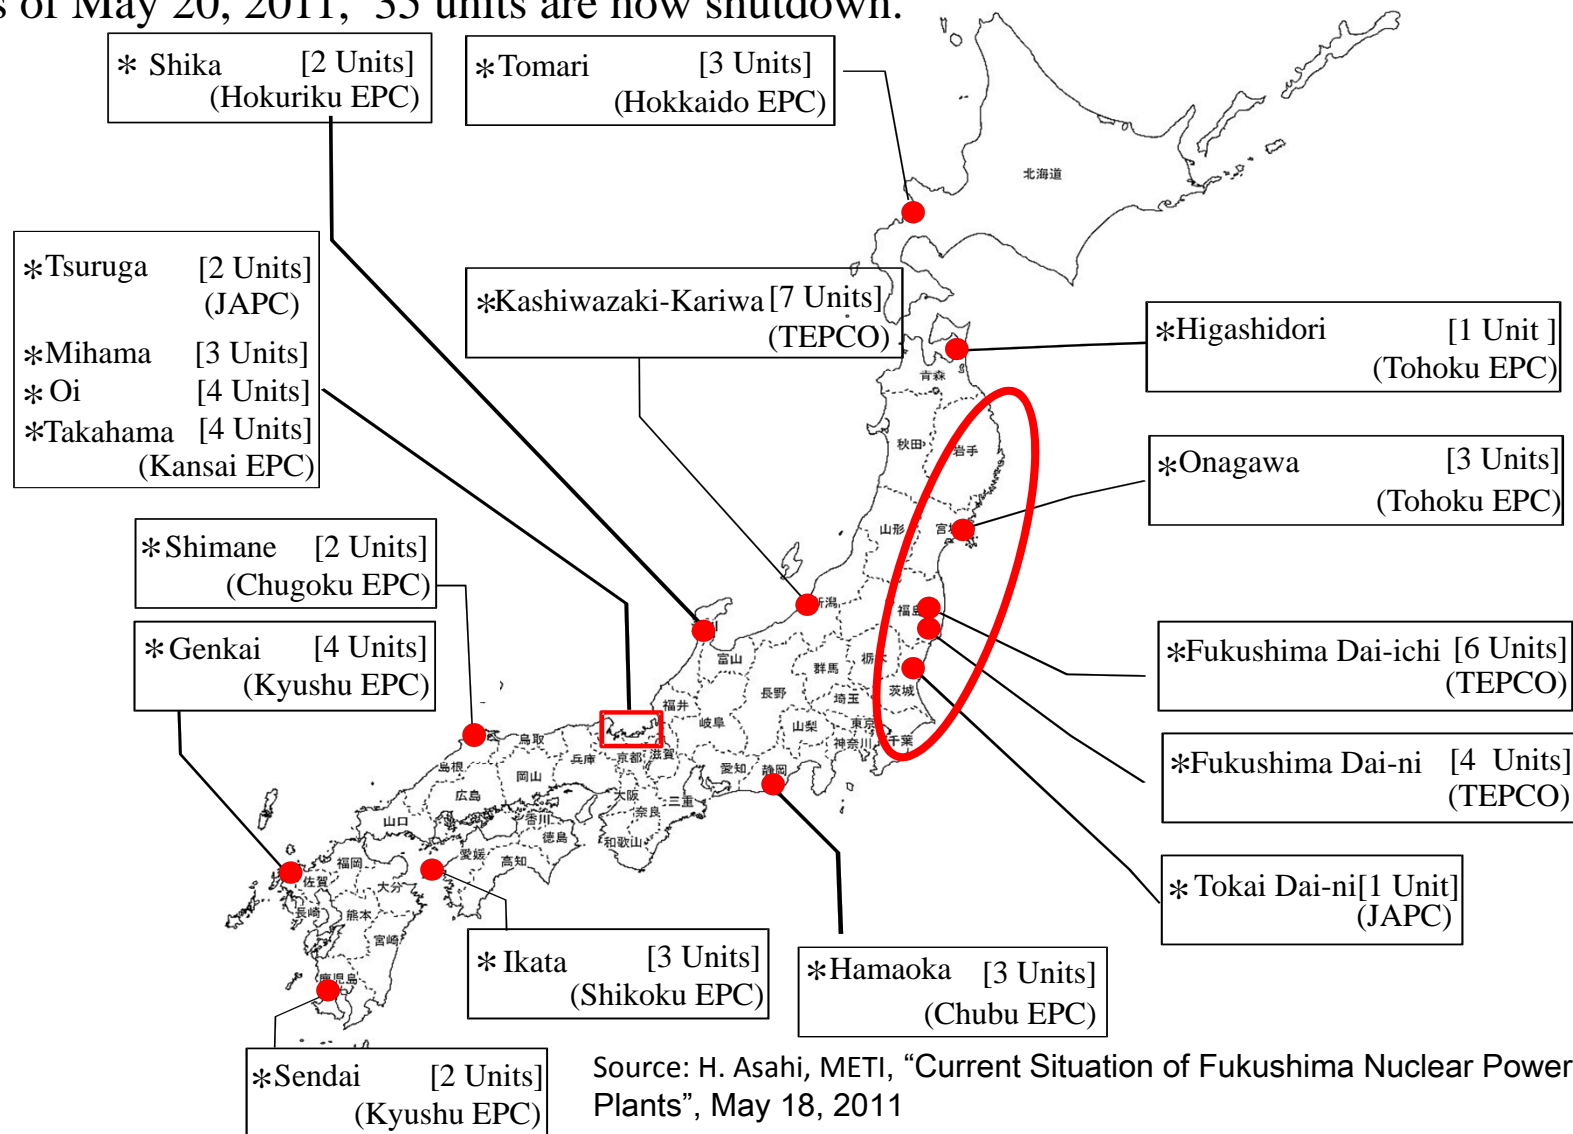 s of May 20, 2011, 35 units are now shutdown.
* Shika [2 Units]
(Hokuriku EPC)
* Tomari [3 Units]
(Hokkaido EPC)
* Tsuruga [2 Units]
(JAPC)
* Mihama [3 Units]
* Oi [4 Units]
* Takahama [4 Units]
(Kansai EPC)
* Kashiwazaki-Kariwa [7 Units]
(TEPCO)
* Higashidori [1 Unit ]
(Tohoku EPC)
* Onagawa [3 Units]
(Tohoku EPC)
* Shimane [2 Units]
(Chugoku EPC)
* Genkai [4 Units]
(Kyushu EPC)
* Fukushima Dai-ichi [6 Units]
(TEPCO)
* Fukushima Dai-ni [4 Units]
(TEPCO)
* Tokai Dai-ni[1 Unit]
(JAPC)
* Ikata [3 Units]
(Shikoku EPC)
* Hamaoka [3 Units]
(Chubu EPC)
* Sendai [2 Units]
(Kyushu EPC)
北海道
青森
秋田
岩手
山形
福島
富山
群馬
栃木
福井
長野
埼玉
茨城
岐阜
山梨
東京
神奈川
千葉
鳥取
兵庫
京都
滋賀
愛知
静岡
島根
岡山
広島
大阪
奈良
三重
山口
香川
徳島
和歌山
愛媛
高知
福岡
佐賀
大分
長崎
熊本
宮崎
鹿児島
Source: H. Asahi, METI, “Current Situation of Fukushima Nuclear Power
Plants”, May 18, 2011